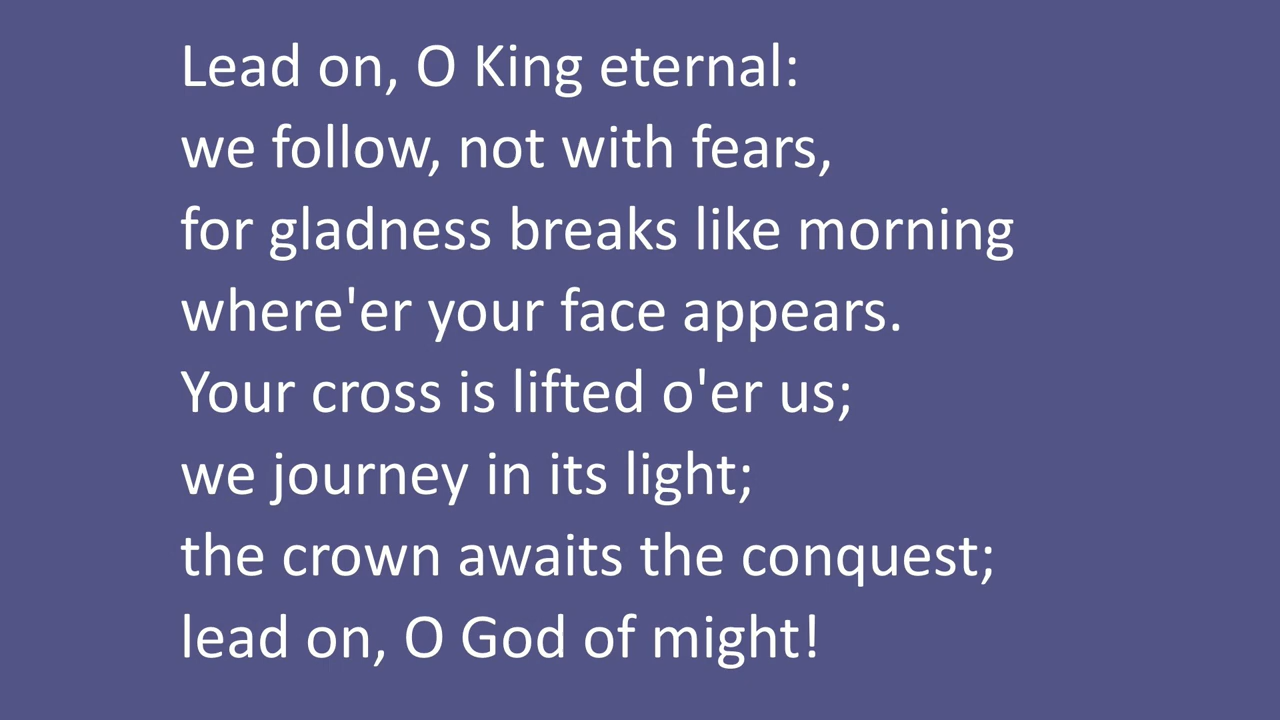 Lead on, O King eternal:
we follow, not with fears,
for gladness breaks like morning
where'er your face appears.
Your cross is lifted o'er us;
we journey in its light;
the crown awaits the conquest;
lead on, O God of might!